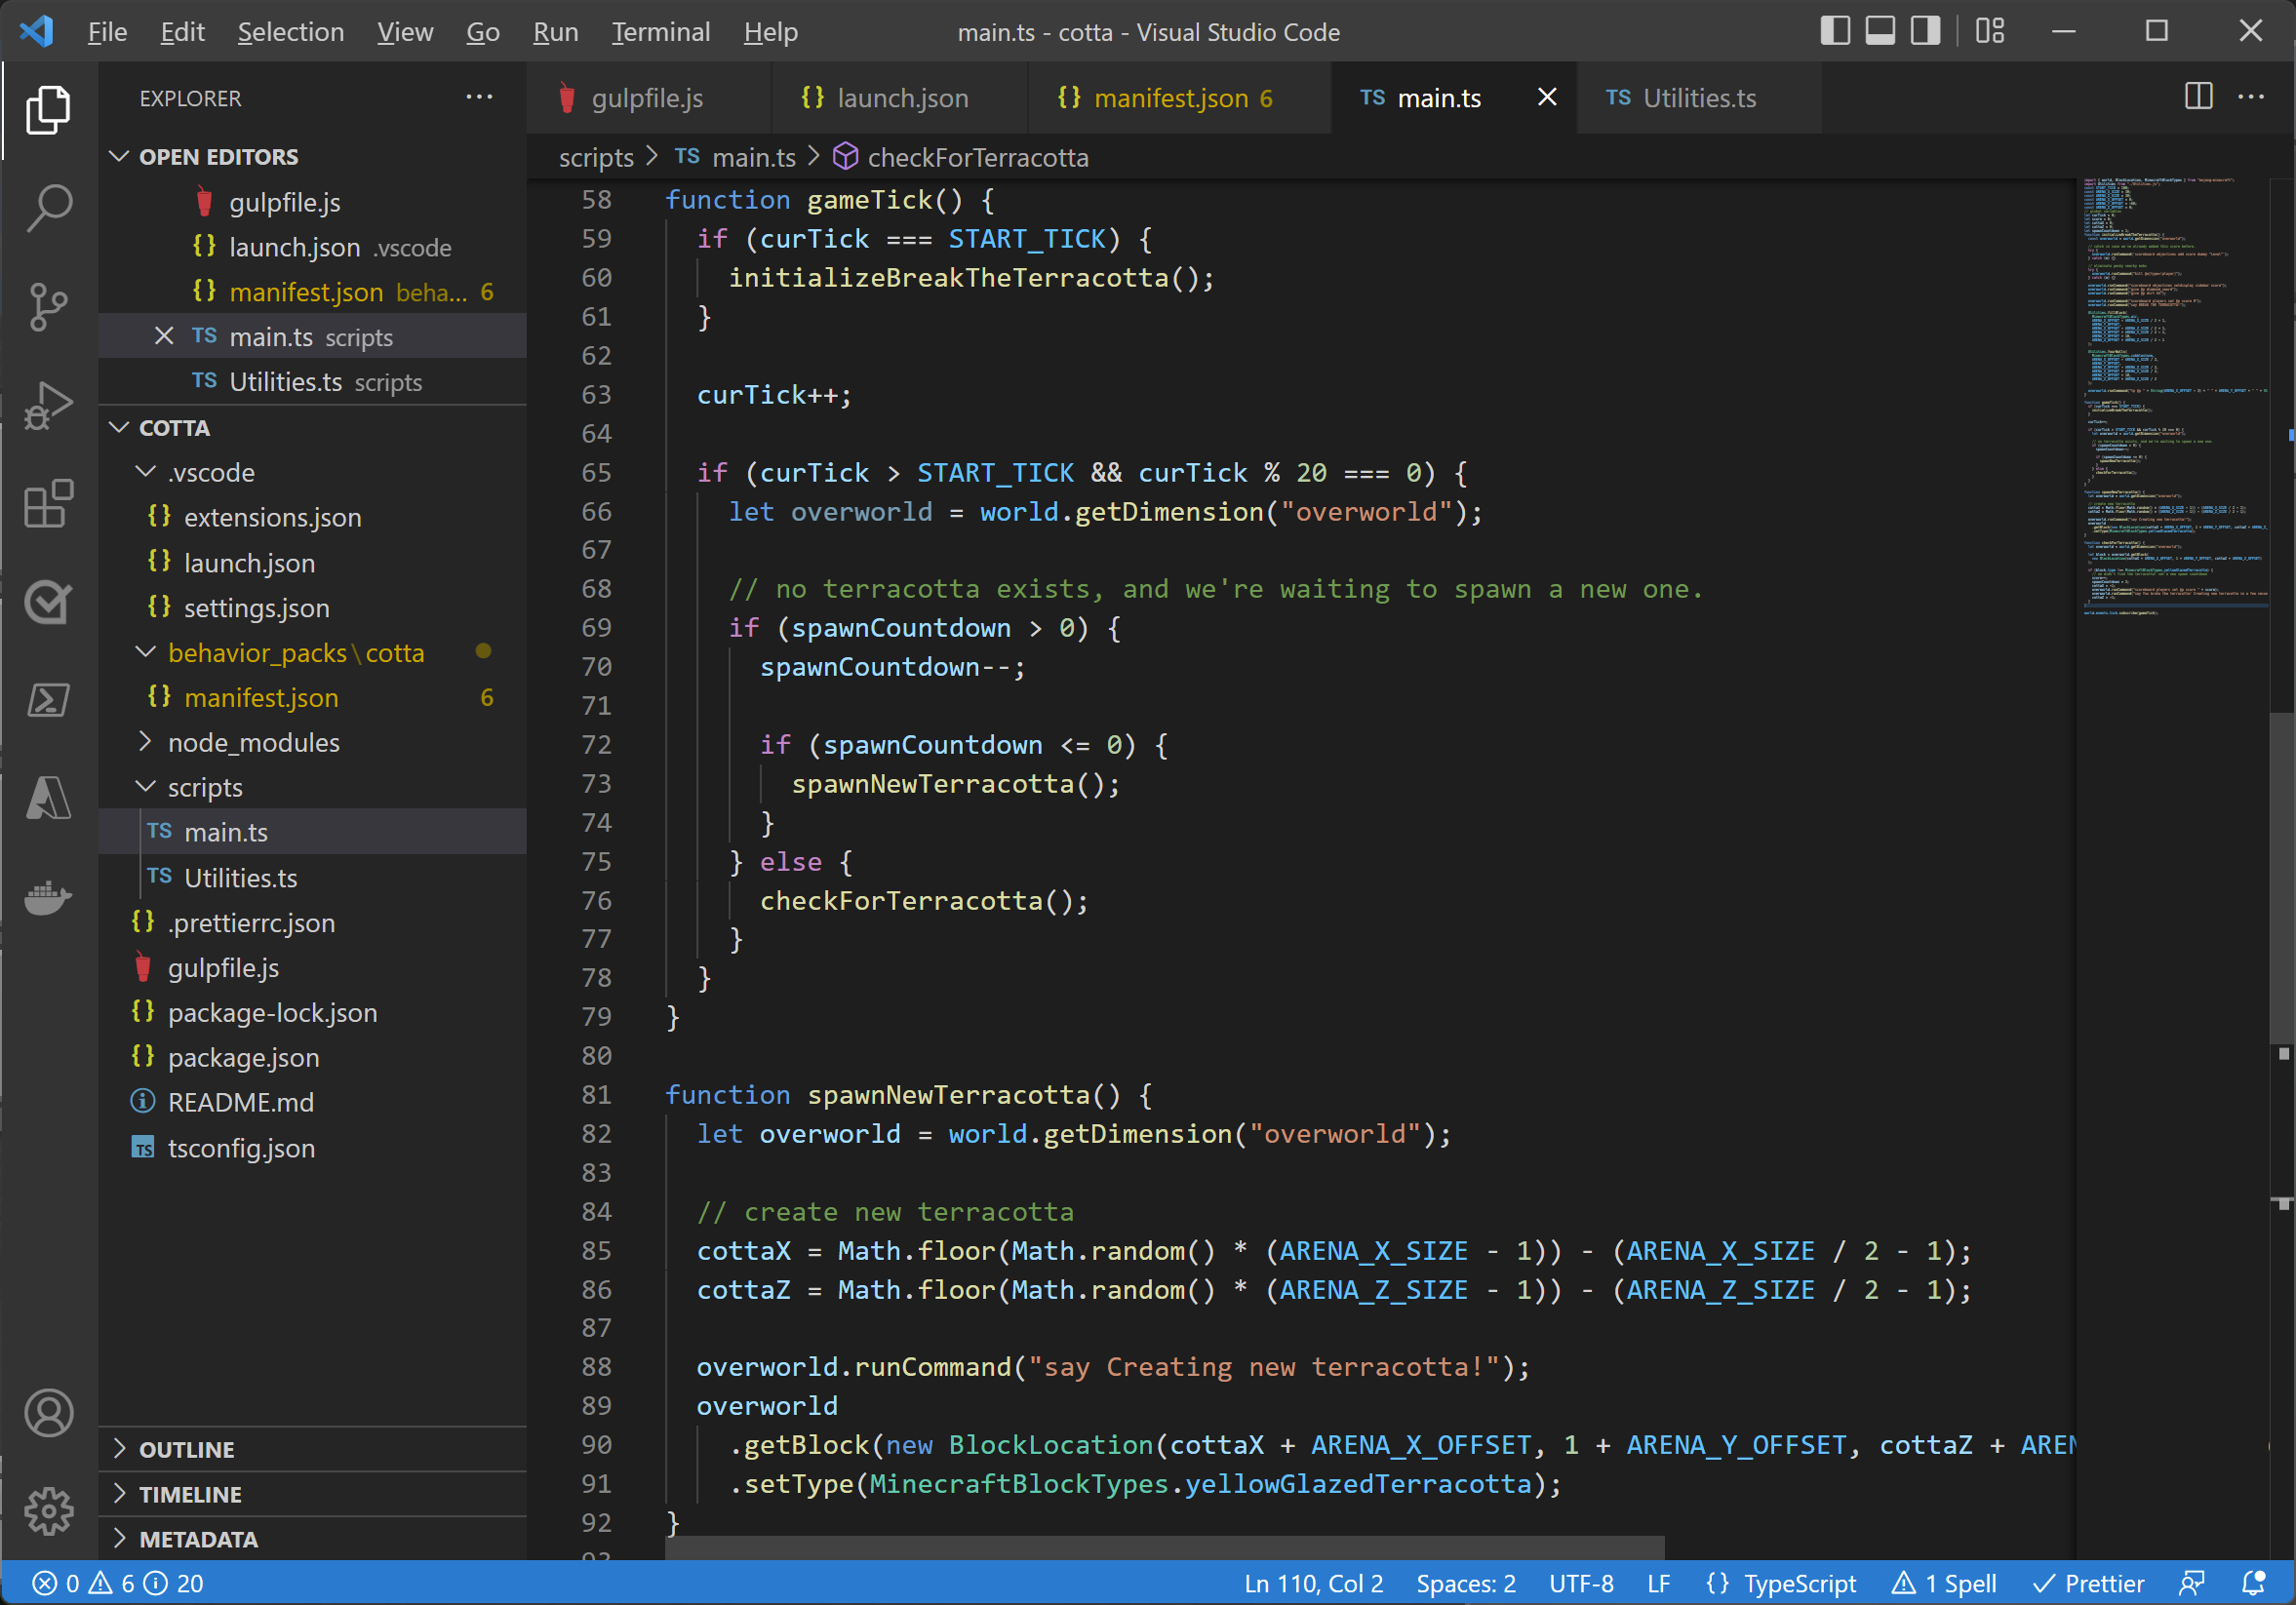 File Edit Selection View Go Run Terminal Help
main.ts - cotta - Visual Studio Code
EXPLORER
OPEN EDITORS
gulpfile.js
launch.json .vscode
manifest.json beha... 6
TS main.ts scripts
TS Utilities.ts scripts
COTTA
.vscode
{} extensions.json
{} launch.json
{} settings.json
behavior_packs\cotta
{} manifest.json 6
node_modules
scripts
TS main.ts
TS Utilities.ts
{} .prettierrc.json
gulpfile.js
{} package-lock.json
{} package.json
README.md
TS tsconfig.json
OUTLINE
TIMELINE
METADATA
gulpfile.js {} launch.json {} manifest.json 6 TS main.ts TS Utilities.ts
scripts > TS main.ts > checkForTerracotta
58 function gameTick() {
59 if (curTick === START_TICK) {
60 initializeBreakTheTerracotta();
61 }
62
63 curTick++;
64
65 if (curTick > START_TICK && curTick % 20 === 0) {
66 let overworld = world.getDimension("overworld");
67
68 // no terracotta exists, and we're waiting to spawn a new one.
69 if (spawnCountdown > 0) {
70 spawnCountdown--;
71
72 if (spawnCountdown <= 0) {
73 spawnNewTerracotta();
74 }
75 } else {
76 checkForTerracotta();
77 }
78 }
79 }
80
81 function spawnNewTerracotta() {
82 let overworld = world.getDimension("overworld");
83
84 // create new terracotta
85 cottaX = Math.floor(Math.random() * (ARENA_X_SIZE - 1)) - (ARENA_X_SIZE / 2 - 1);
86 cottaZ = Math.floor(Math.random() * (ARENA_Z_SIZE - 1)) - (ARENA_Z_SIZE / 2 - 1);
87
88 overworld.runCommand("say Creating new terracotta!");
89 overworld
90 .getBlock(new BlockLocation(cottaX + ARENA_X_OFFSET, 1 + ARENA_Y_OFFSET, cottaZ + AREN
91 .setType(MinecraftBlockTypes.yellowGlazedTerracotta);
92 }
0 6 20
Ln 110, Col 2 Spaces: 2 UTF-8 LF {} TypeScript 1 Spell Prettier